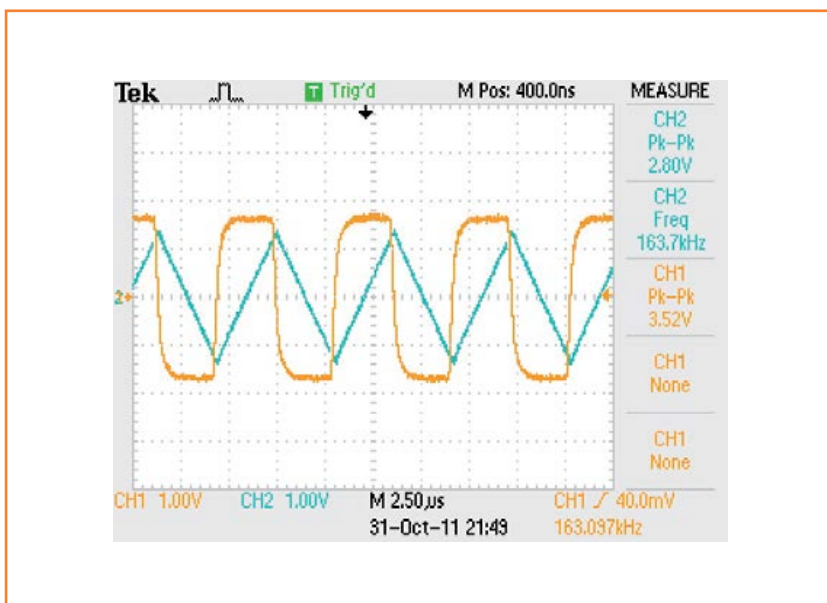 Tek T Trig'd M Pos: 400.0ns MEASURE
CH2
Pk-Pk
2.80V
CH2
Freq
163.7kHz
CH1
Pk-Pk
3.52V
CH1
None
CH1
None
2
CH1 1.00V CH2 1.00V M 2.50µs CH1 40.0mV
31-Oct-11 21:49 163.097kHz